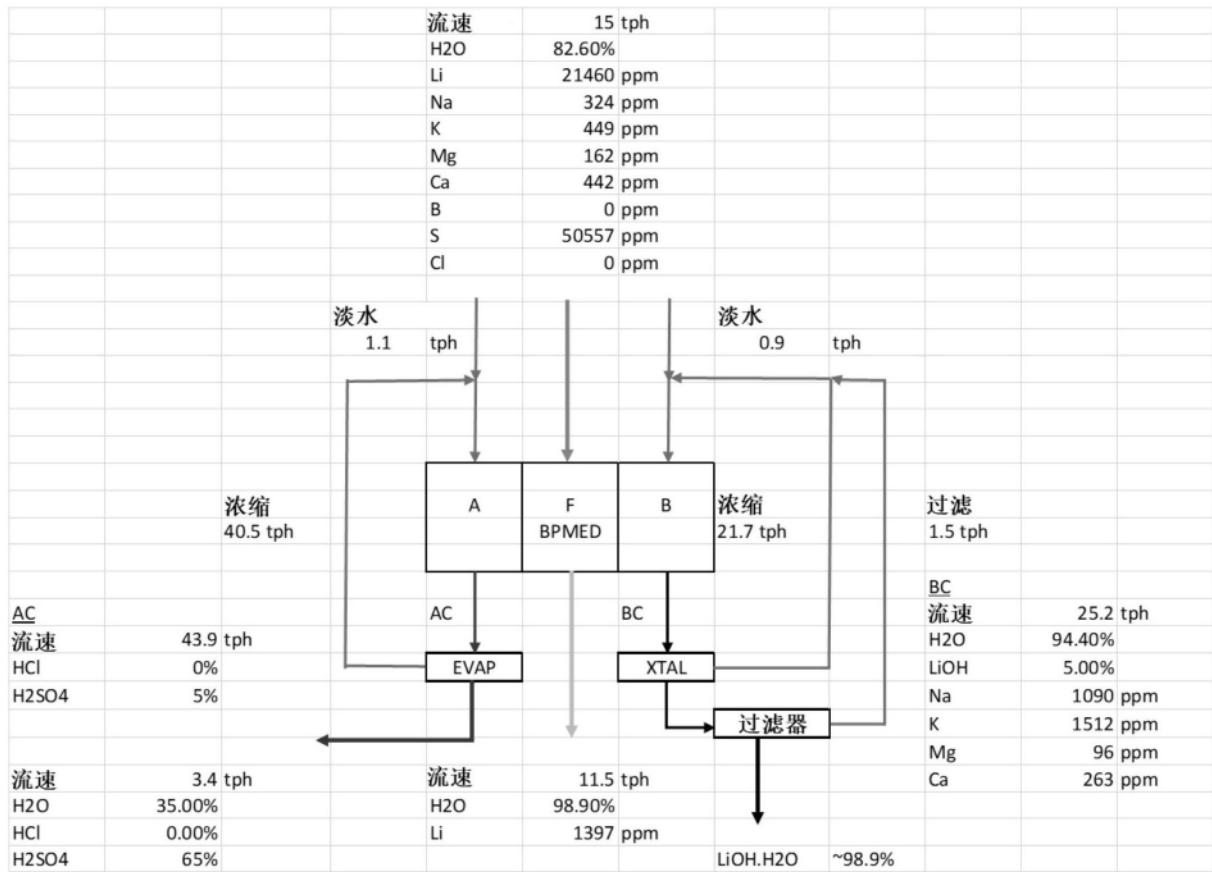 流速 15 tph
H2O 82.60%
Li 21460 ppm
Na 324 ppm
K 449 ppm
Mg 162 ppm
Ca 442 ppm
B 0 ppm
S 50557 ppm
Cl 0 ppm
淡水 淡水
1.1 tph 0.9 tph
A F B
BPMED
浓缩 浓缩 过滤
40.5 tph 21.7 tph 1.5 tph
BC
AC AC BC 流速 25.2 tph
流速 43.9 tph H2O 94.40%
HCl 0% EVAP XTAL LiOH 5.00%
H2SO4 5% Na 1090 ppm
过滤器 K 1512 ppm
Mg 96 ppm
流速 3.4 tph 流速 11.5 tph Ca 263 ppm
H2O 35.00% H2O 98.90%
HCl 0.00% Li 1397 ppm
H2SO4 65% LiOH.H2O ~98.9%